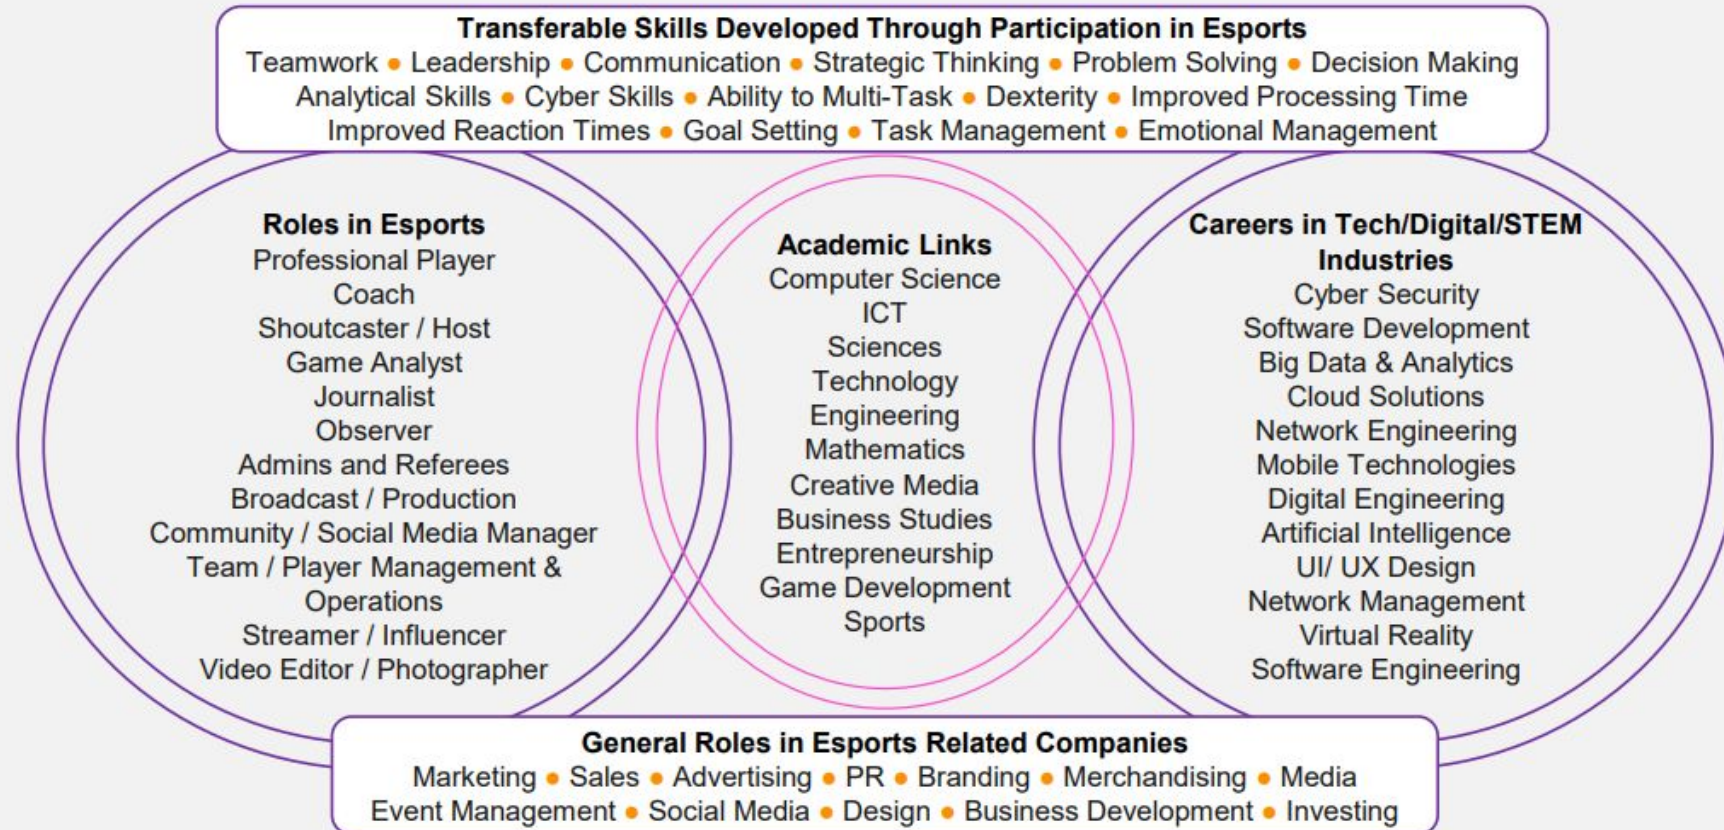 Transferable Skills Developed Through Participation in Esports
Teamwork ● Leadership ● Communication ● Strategic Thinking ● Problem Solving ● Decision Making
Analytical Skills ● Cyber Skills ● Ability to Multi-Task ● Dexterity ● Improved Processing Time
Improved Reaction Times ● Goal Setting ● Task Management ● Emotional Management
Roles in Esports
Professional Player
Coach
Shoutcaster / Host
Game Analyst
Journalist
Observer
Admins and Referees
Broadcast / Production
Community / Social Media Manager
Team / Player Management &
Operations
Streamer / Influencer
Video Editor / Photographer
Academic Links
Computer Science
ICT
Sciences
Technology
Engineering
Mathematics
Creative Media
Business Studies
Entrepreneurship
Game Development
Sports
Careers in Tech/Digital/STEM
Industries
Cyber Security
Software Development
Big Data & Analytics
Cloud Solutions
Network Engineering
Mobile Technologies
Digital Engineering
Artificial Intelligence
UI/ UX Design
Network Management
Virtual Reality
Software Engineering
General Roles in Esports Related Companies
Marketing ● Sales ● Advertising ● PR ● Branding ● Merchandising ● Media
Event Management ● Social Media ● Design ● Business Development ● Investing